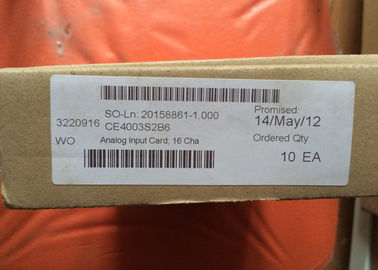 SO-Ln: 20158861-1.000
Promised:
3220916
CE4003S2B6
14/May/12
WO
Analog Input Card; 16 Cha
Ordered Qty
10 EA